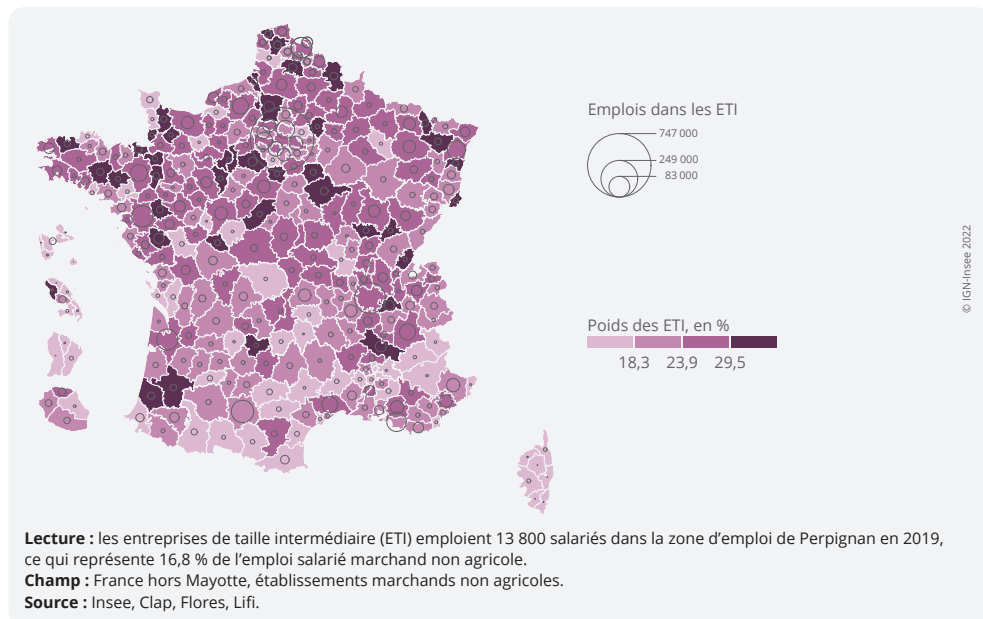 Emplois dans les ETI
747 000
249 000
83 000
© IGN-Insee 2022
Poids des ETI, en %
18,3 23,9 29,5
Lecture : les entreprises de taille intermédiaire (ETI) emploient 13 800 salariés dans la zone d’emploi de Perpignan en 2019,
ce qui représente 16,8 % de l’emploi salarié marchand non agricole.
Champ : France hors Mayotte, établissements marchands non agricoles.
Source : Insee, Clap, Flores, Lifi.